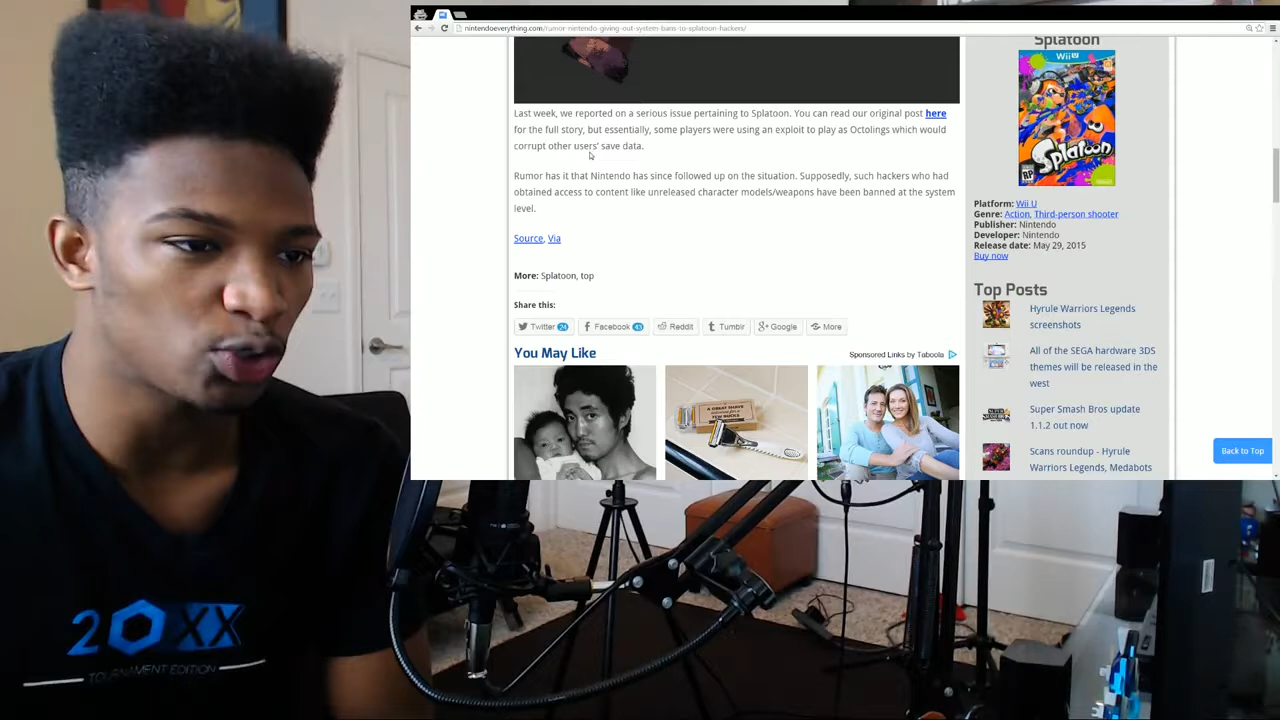 nintendoeverything.com/rumor-nintendo-giving-out-system-bans-to-splatoon-hackers/
Last week, we reported on a serious issue pertaining to Splatoon. You can read our original post here
for the full story, but essentially, some players were using an exploit to play as Octolings which would
corrupt other users' save data.
Rumor has it that Nintendo has since followed up on the situation. Supposedly, such hackers who had
obtained access to content like unreleased character models/weapons have been banned at the system
level.
Source, Via
More: Splatoon, top
Share this:
Twitter 24
Facebook 43
Reddit
Tumblr
Google
More
You May Like
Sponsored Links by Taboola
A GREAT SHAVE
FEW BUCKS
Splatoon
Wii U
Splatoon
RP
Platform: Wii U
Genre: Action, Third-person shooter
Publisher: Nintendo
Developer: Nintendo
Release date: May 29, 2015
Buy now
Top Posts
Hyrule Warriors Legends
screenshots
All of the SEGA hardware 3DS
themes will be released in the
west
Super Smash Bros update
1.1.2 out now
Scans roundup - Hyrule
Warriors Legends, Medabots
Back to Top
20XX
TOURNAMENT EDITION